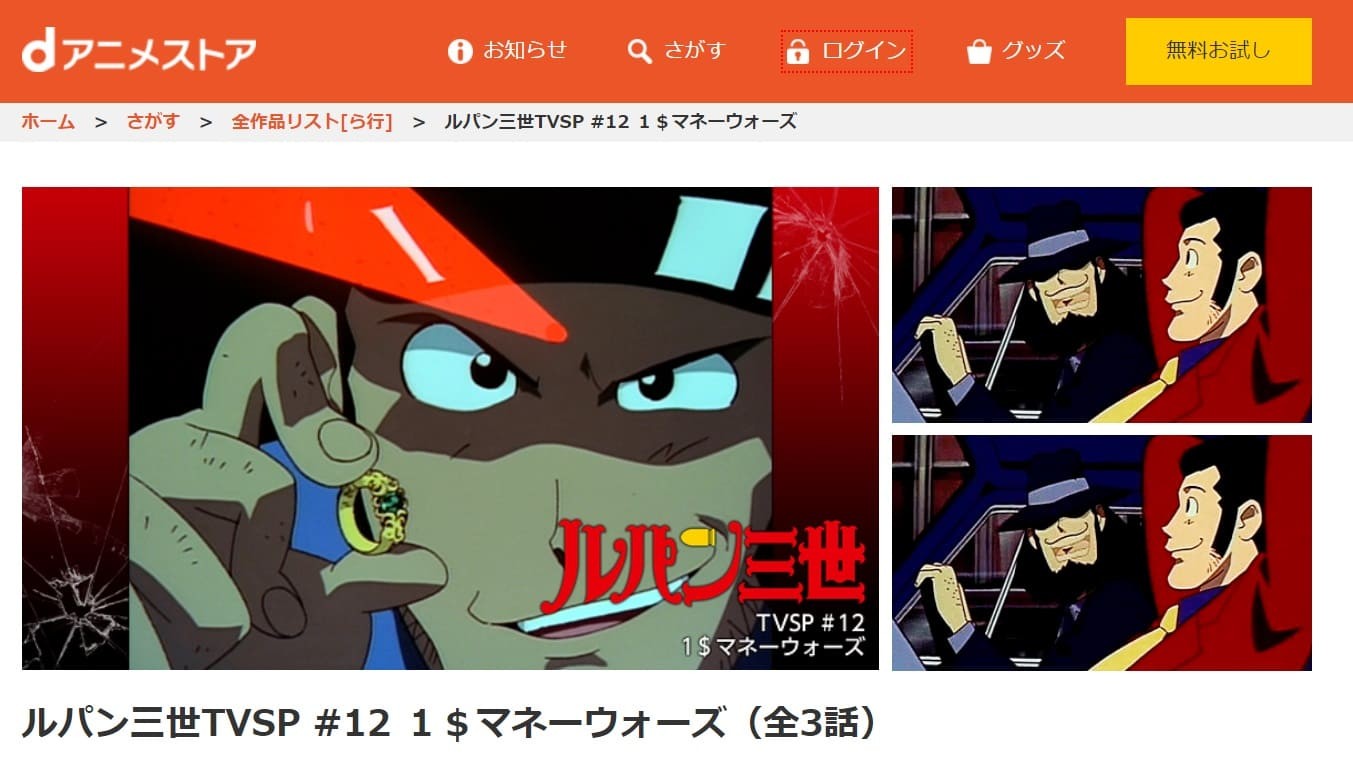 dアニメストア
お知らせ
さがす
ログイン
グッズ
無料お試し
ホーム > さがす > 全作品リスト[ら行] > ルパン三世TVSP #12 １＄マネーウォーズ
ルパン三世
TVSP #12
1$マネーウォーズ
ルパン三世TVSP #12 １＄マネーウォーズ（全3話）